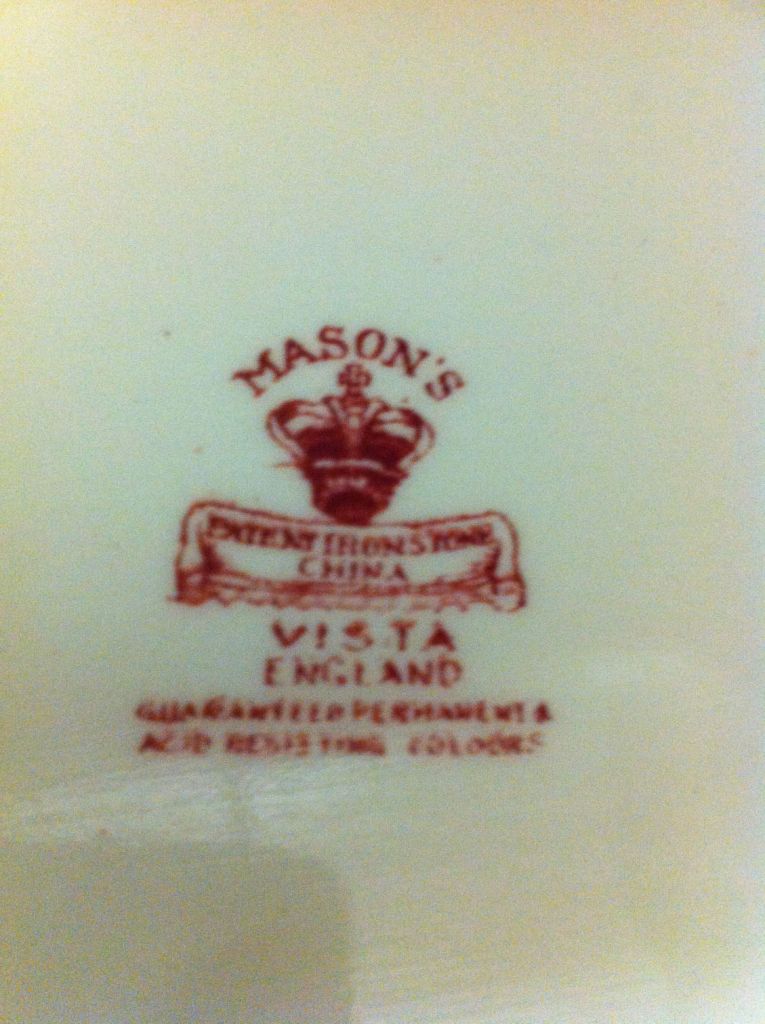 MASON'S
PATENT IRONSTONE
CHINA
VISTA
ENGLAND
GUARANTEED PERMANENT &
ACID RESISTING COLOURS